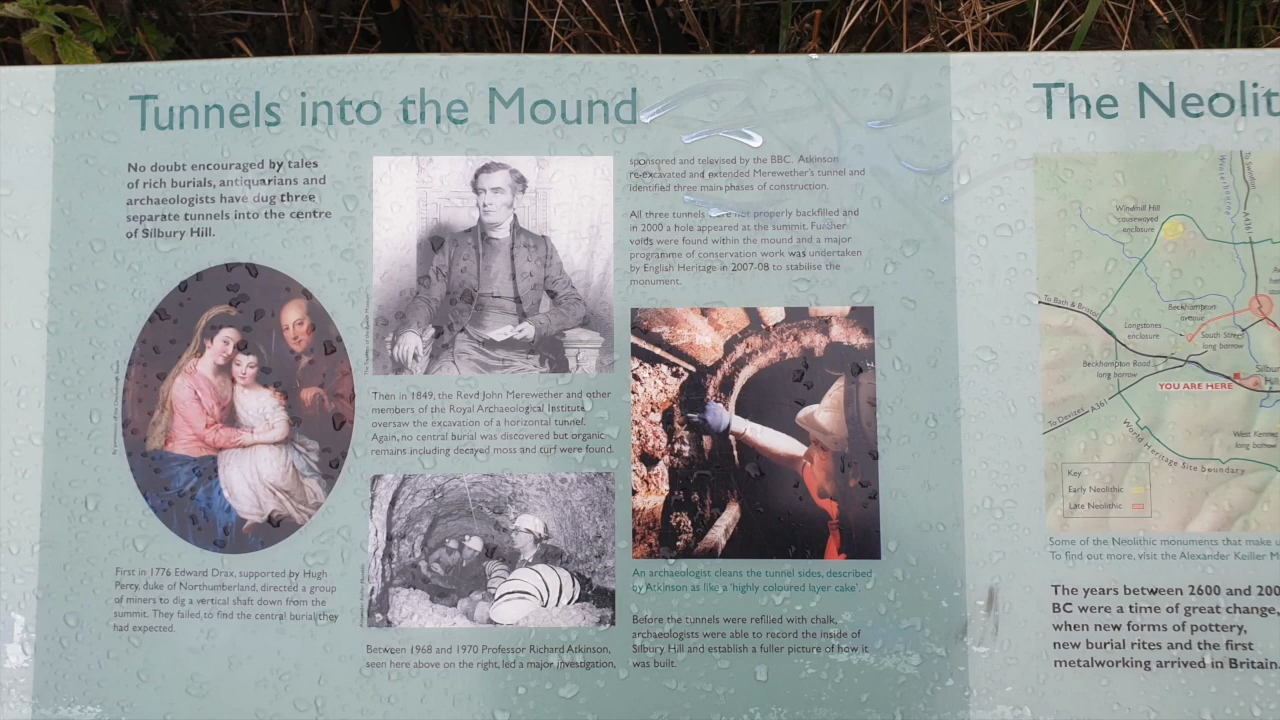 Tunnels into the Mound
No doubt encouraged by tales
of rich burials, antiquarians and
archaeologists have dug three
separate tunnels into the centre
of Silbury Hill.
First in 1776 Edward Drax, supported by Hugh
Percy, duke of Northumberland, directed a group
of miners to dig a vertical shaft down from the
summit. They failed to find the central burial they
had expected.
Then in 1849, the Revd John Merewether and other
members of the Royal Archaeological Institute
oversaw the excavation of a horizontal tunnel.
Again, no central burial was discovered but organic
remains including decayed moss and turf were found.
Between 1968 and 1970 Professor Richard Atkinson,
seen here above on the right, led a major investigation,
sponsored and televised by the BBC. Atkinson
re-excavated and extended Merewether's tunnel and
identified three main phases of construction.
All three tunnels were not properly backfilled and
in 2000 a hole appeared at the summit. Further
voids were found within the mound and a major
programme of conservation work was undertaken
by English Heritage in 2007-08 to stabilise the
monument.
An archaeologist cleans the tunnel sides, described
by Atkinson as like a 'highly coloured layer cake'.
Before the tunnels were refilled with chalk,
archaeologists were able to record the inside of
Silbury Hill and establish a fuller picture of how it
was built.
The Neolit
To Swindon
Winterbourne
A4361
Windmill Hill
causewayed
enclosure
To Bath & Bristol
Beckhampton
avenue
Longstones
enclosure
South Street
long barrow
Beckhampton Road
long barrow
Silbur
Hill
YOU ARE HERE
To Devizes
A361
World Heritage Site boundary
West Kenne
long barrow
Key
Early Neolithic
Late Neolithic
Some of the Neolithic monuments that make u
To find out more, visit the Alexander Keiller M
The years between 2600 and 200
BC were a time of great change,
when new forms of pottery,
new burial rites and the first
metalworking arrived in Britain.